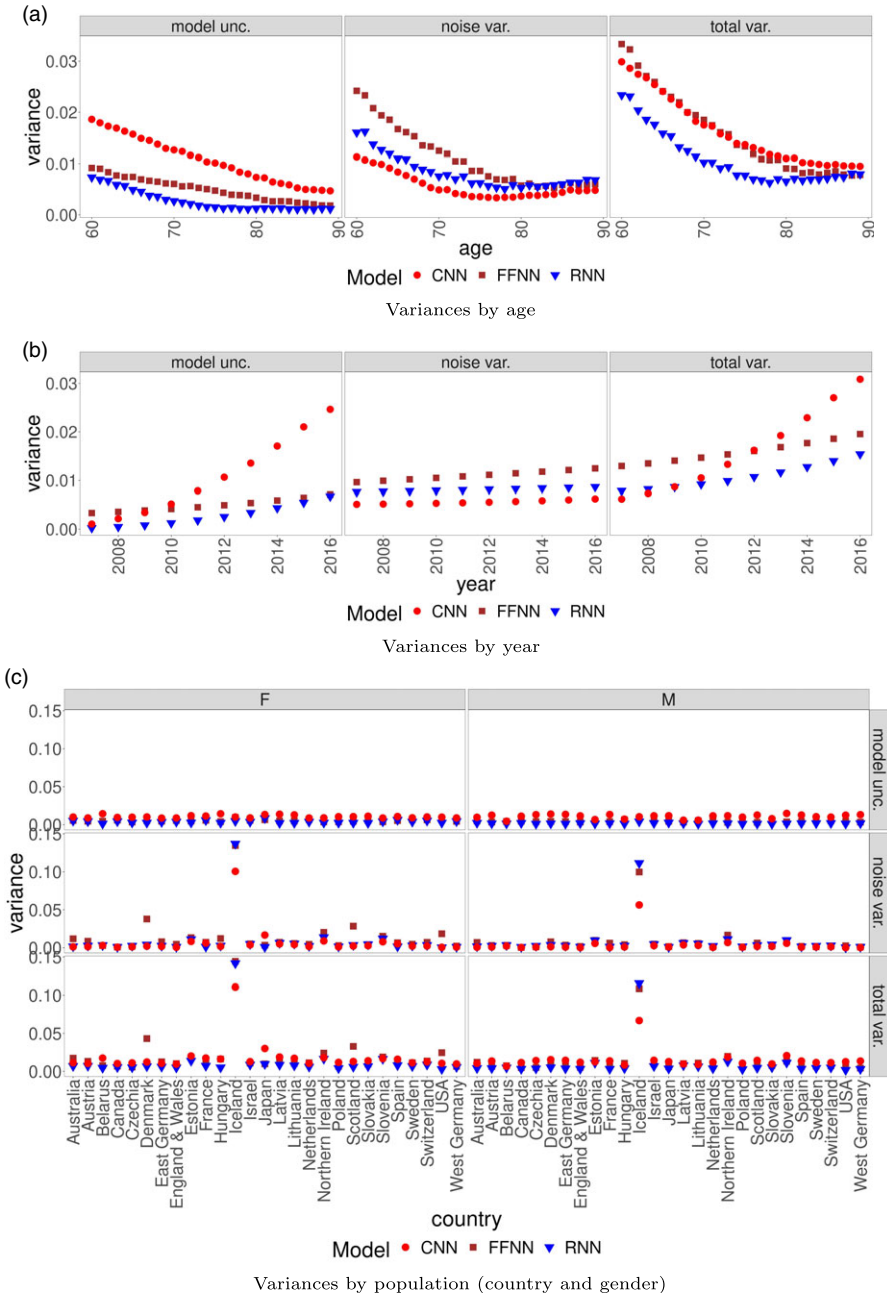 (a)
model unc. noise var. total var.
0.03
0.02
0.01
0.00
variance
60 70 80 90 60 70 80 90 60 70 80 90
age
Model CNN FFNN RNN
Variances by age
(b)
model unc. noise var. total var.
0.03
0.02
0.01
0.00
variance
2008 2010 2012 2014 2016 2008 2010 2012 2014 2016 2008 2010 2012 2014 2016
year
Model CNN FFNN RNN
Variances by year
(c)
F M
0.15
0.10
0.05
0.00
model unc.
0.15
0.10
0.05
0.00
noise var.
0.15
0.10
0.05
0.00
total var.
variance
Australia Austria Belarus Canada Czechia Denmark East Germany England & Wales Estonia France Hungary Iceland Israel Japan Latvia Lithuania Netherlands Northern Ireland Poland Scotland Slovakia Slovenia Spain Sweden Switzerland USA West Germany
Australia Austria Belarus Canada Czechia Denmark East Germany England & Wales Estonia France Hungary Iceland Israel Japan Latvia Lithuania Netherlands Northern Ireland Poland Scotland Slovakia Slovenia Spain Sweden Switzerland USA West Germany
country
Model CNN FFNN RNN
Variances by population (country and gender)